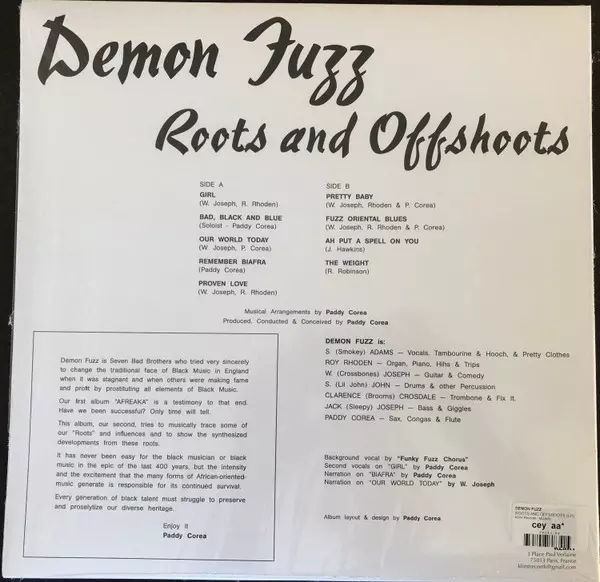 Demon Fuzz
Roots and Offshoots
SIDE A
GIRL
(W. Joseph, R. Rhoden)
BAD, BLACK AND BLUE
(Soloist - Paddy Corea)
OUR WORLD TODAY
(W. Joseph, P. Corea)
REMEMBER BIAFRA
(Paddy Corea)
PROVEN LOVE
(W. Joseph, R. Rhoden)
SIDE B
PRETTY BABY
(W. Joseph, Rhoden & P. Corea)
FUZZ ORIENTAL BLUES
(W. Joseph, R. Rhoden & P. Corea)
AH PUT A SPELL ON YOU
(J. Hawkins)
THE WEIGHT
(R. Robinson)
Musical Arrangements by Paddy Corea
Produced, Conducted & Conceived by Paddy Corea
Demon Fuzz is Seven Bad Brothers who tried very sincerely
to change the traditional face of Black Music in England
when it was stagnant and when others were making fame
and profit by prostituting all elements of Black Music.
Our first album "AFREAKA" is a testimony to that end.
Have we been successful? Only time will tell.
This album, our second, tries to musically trace some of
our "Roots" and influences and to show the synthesized
developments from these roots.
It has never been easy for the black musician or black
music in the epic of the last 400 years, but the intensity
and the excitement that the many forms of African-oriented-
music generate is responsible for its continued survival.
Every generation of black talent must struggle to preserve
and proselytize our diverse heritage.
Enjoy it
Paddy Corea
DEMON FUZZ is:
S. (Smokey) ADAMS — Vocals, Tambourine & Hooch, & Pretty Clothes
ROY RHODEN — Organ, Piano, Hihs & Trips
W. (Crossbones) JOSEPH — Guitar & Comedy
S. (Lil John) JOHN — Drums & other Percussion
CLARENCE (Brooms) CROSDALE — Trombone & Fix It.
JACK (Sleepy) JOSEPH — Bass & Giggles
PADDY COREA — Sax, Congas & Flute
Background vocal by "Funky Fuzz Chorus"
Second vocals on "GIRL" by Paddy Corea
Narration on "BIAFRA" by Paddy Corea
Narration on "OUR WORLD TODAY" by W. Joseph
Album layout & design by Paddy Corea
DEMON FUZZ
ROOTS AND OFFSHOOTS (LP)
cey aa*
3 Place Paul Verlaine
75013 Paris, France